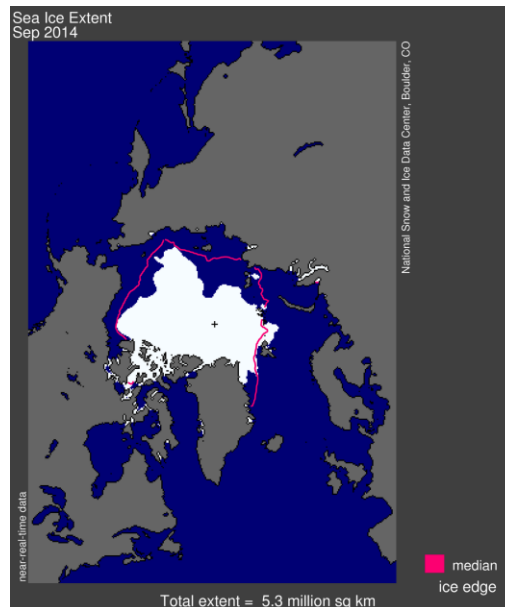 Sea Ice Extent
Sep 2014
National Snow and Ice Data Center, Boulder, CO
near-real-time data
median
ice edge
Total extent = 5.3 million sq km